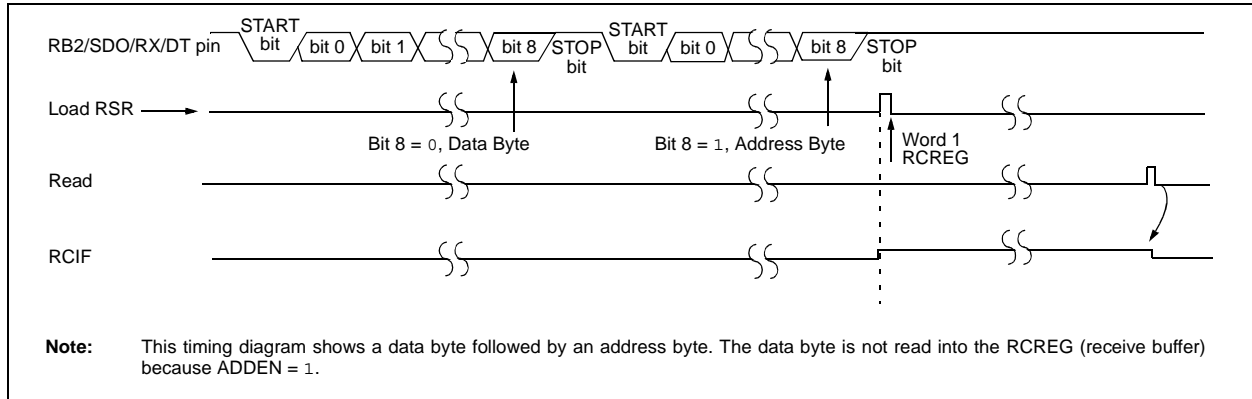 START
bit
START
bit
RB2/SDO/RX/DT pin
bit 0
bit 1
bit 8
STOP
bit
bit 0
bit 8
STOP
bit
Load RSR
Bit 8 = 0, Data Byte
Bit 8 = 1, Address Byte
Word 1
RCREG
Read
RCIF
Note: This timing diagram shows a data byte followed by an address byte. The data byte is not read into the RCREG (receive buffer)
because ADDEN = 1.